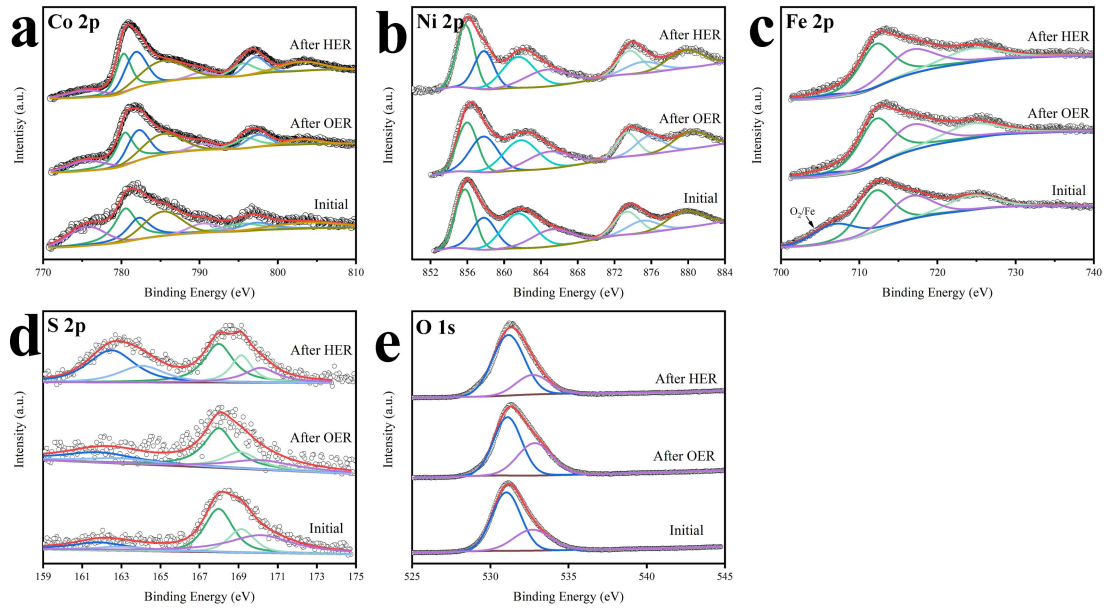 a
Co 2p
After HER
After OER
Initial
Intentisy (a.u.)
770 780 790 800 810
Binding Energy (eV)
b
Ni 2p
After HER
After OER
Initial
Intensity (a.u.)
852 856 860 864 868 872 876 880 884
Binding Energy (eV)
c
Fe 2p
After HER
After OER
Initial
O2/Fe
Intensity (a.u.)
700 710 720 730 740
Binding Energy (eV)
d
S 2p
After HER
After OER
Initial
Intensity (a.u.)
159 161 163 165 167 169 171 173 175
Binding Energy (eV)
e
O 1s
After HER
After OER
Initial
Intensity (a.u.)
525 530 535 540 545
Binding Energy (eV)